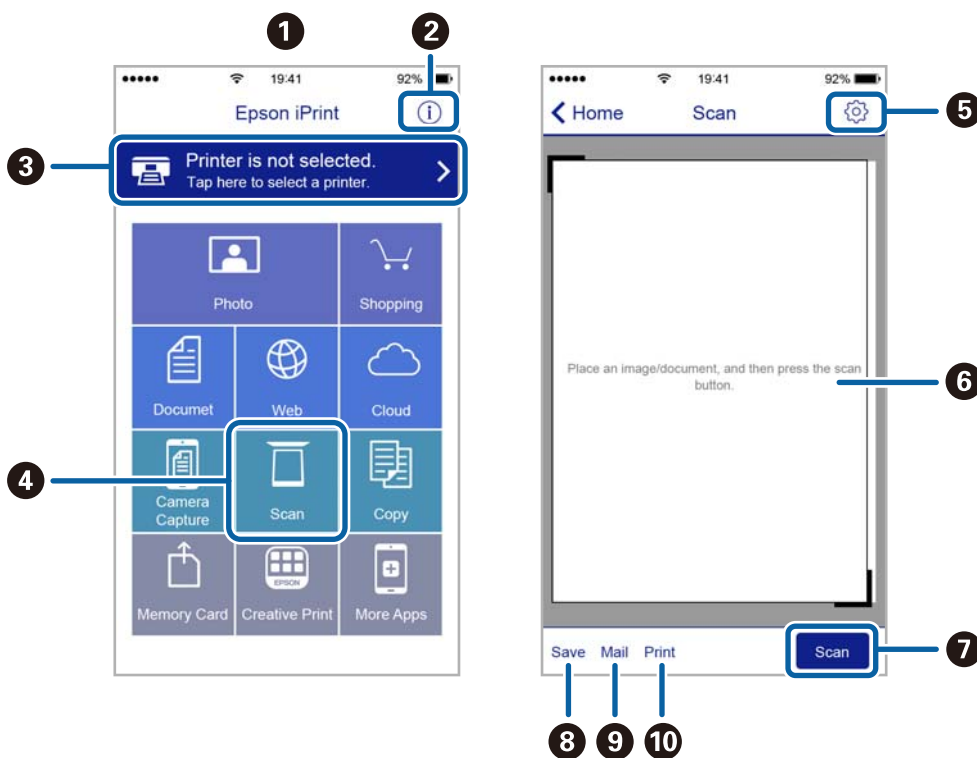 1
2
19:41
92%
Epson iPrint
3
Printer is not selected.
Tap here to select a printer.
Photo
Shopping
Documet
Web
Cloud
4
Camera
Capture
Scan
Copy
EPSON
Memory Card
Creative Print
More Apps
19:41
92%
Home
Scan
5
Place an image/document, and then press the scan
button.
6
Save
Mail
Print
Scan
7
8
9
10